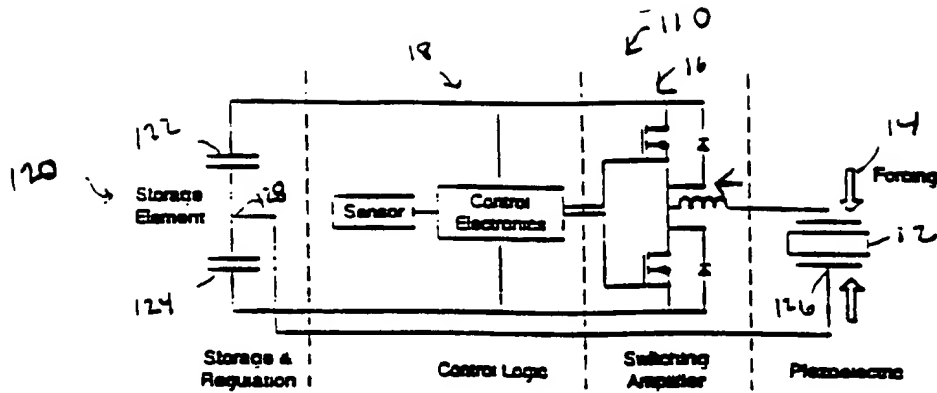 110
18
16
122
14
120
Storage
Element
28
Sensor
Control
Electronics
Forcing
12
124
126
Storage &
Regulation
Control Logic
Switching
Amplifier
Piezoelectric